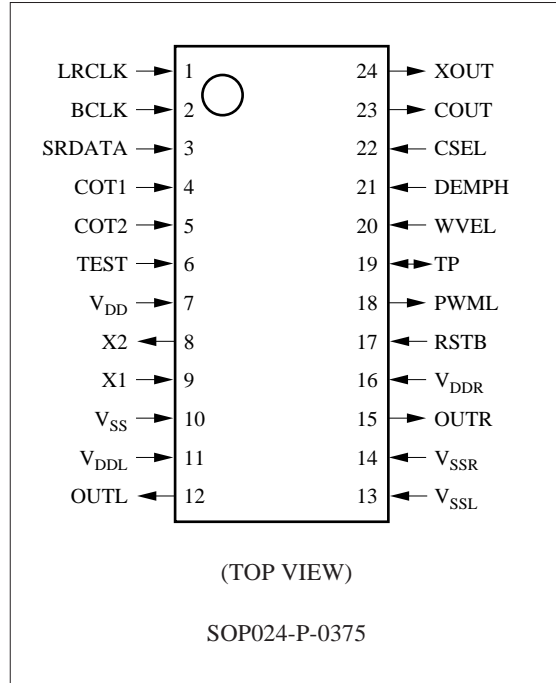 LRCLK 1 24 XOUT
BCLK 2 23 COUT
SRDATA 3 22 CSEL
COT1 4 21 DEMPH
COT2 5 20 WVEL
TEST 6 19 TP
VDD 7 18 PWML
X2 8 17 RSTB
X1 9 16 VDDR
VSS 10 15 OUTR
VDDL 11 14 VSSR
OUTL 12 13 VSSL
(TOP VIEW)
SOP024-P-0375